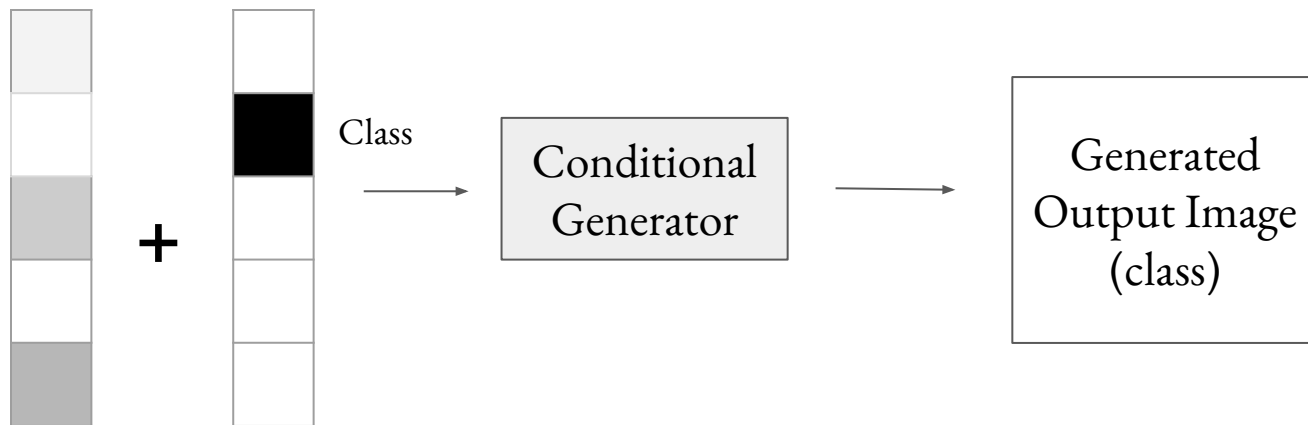 +
Class
Conditional
Generator
Generated
Output Image
(class)